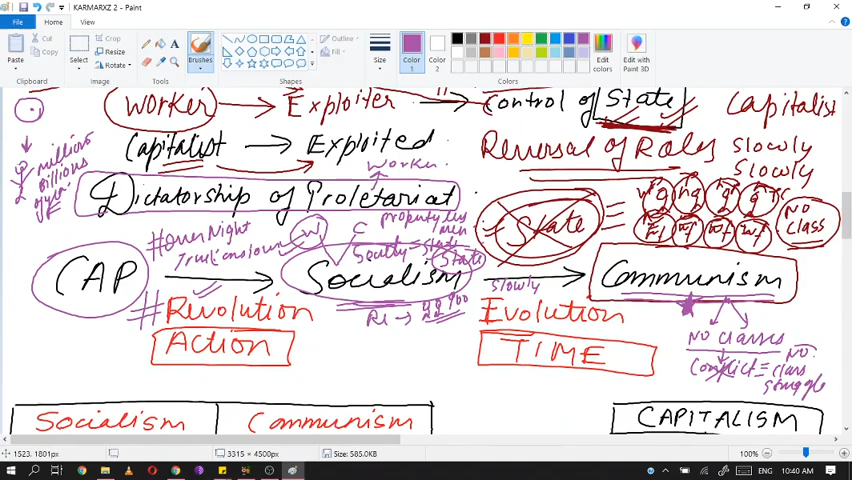 KARMARXZ 2 - Paint
File
Home
View
Cut
Copy
Paste
Crop
Resize
Rotate
Select
Brushes
Outline
Fill
Size
Color 1
Color 2
Edit colors
Edit with Paint 3D
Clipboard
Image
Tools
Shapes
Colors
Worker → Exploiter → Control of State Capitalist
Capitalist → Exploited Reversal of Roles slowly
slowly
millions
billions
Worker
Dictatorship of Proletariat
State
NO class
#OverNight
W C property less men
Society = State
CAP → Socialism → slowly Communism
#Revolution
Evolution
ACTION
TIME
NO classes
NO
Conflict = class struggle
Socialism Communism
CAPITALISM
1523, 1801px
3315 × 4500px
Size: 585.0KB
100%
ENG
10:40 AM